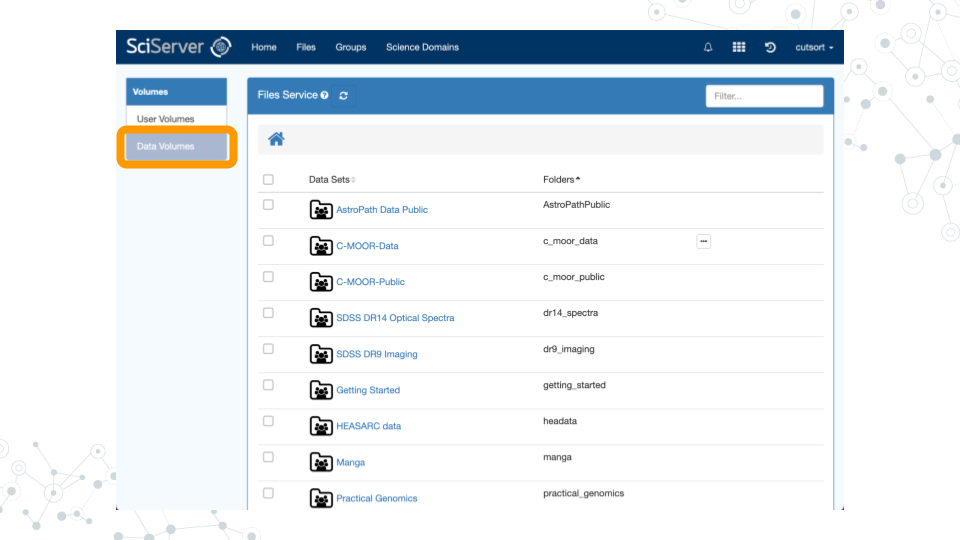 SciServer Home Files Groups Science Domains cutsort
Volumes
User Volumes
Data Volumes
Files Service Filter...
Data Sets Folders
AstroPath Data Public AstroPathPublic
C-MOOR-Data c_moor_data
C-MOOR-Public c_moor_public
SDSS DR14 Optical Spectra dr14_spectra
SDSS DR9 Imaging dr9_imaging
Getting Started getting_started
HEASARC data headata
Manga manga
Practical Genomics practical_genomics